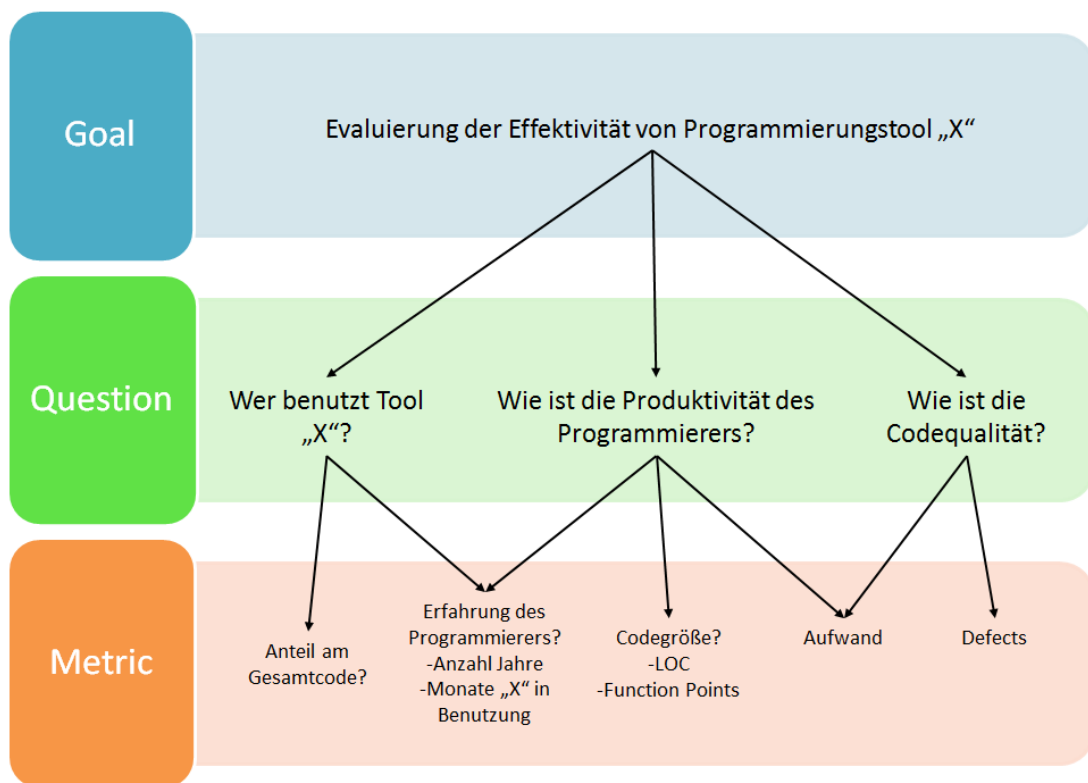 Goal
Evaluierung der Effektivität von Programmierungstool „X“
Question
Wer benutzt Tool
„X“?
Wie ist die Produktivität des
Programmierers?
Wie ist die
Codequalität?
Metric
Anteil am
Gesamtcode?
Erfahrung des
Programmierers?
-Anzahl Jahre
-Monate „X“ in
Benutzung
Codegröße?
-LOC
-Function Points
Aufwand
Defects